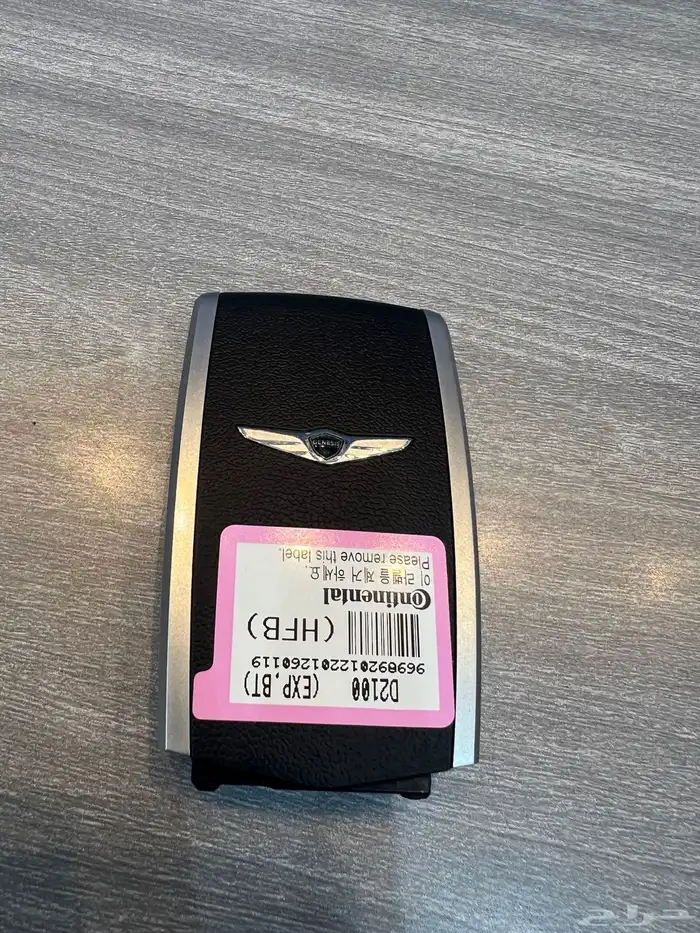 GENESIS
D2100 (EXP,BT)
969892012201260119
(HFB)
Continental
이 라벨을 제거 하세요.
Please remove this label.
حراج